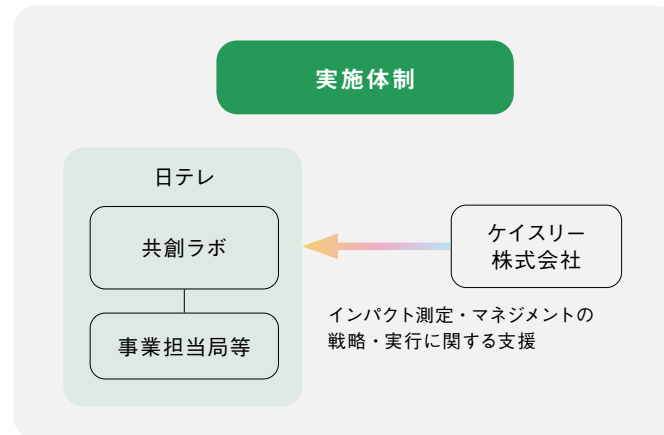 実施体制
日テレ
共創ラボ
事業担当局等
ケイスリー
株式会社
インパクト測定・マネジメントの
戦略・実行に関する支援